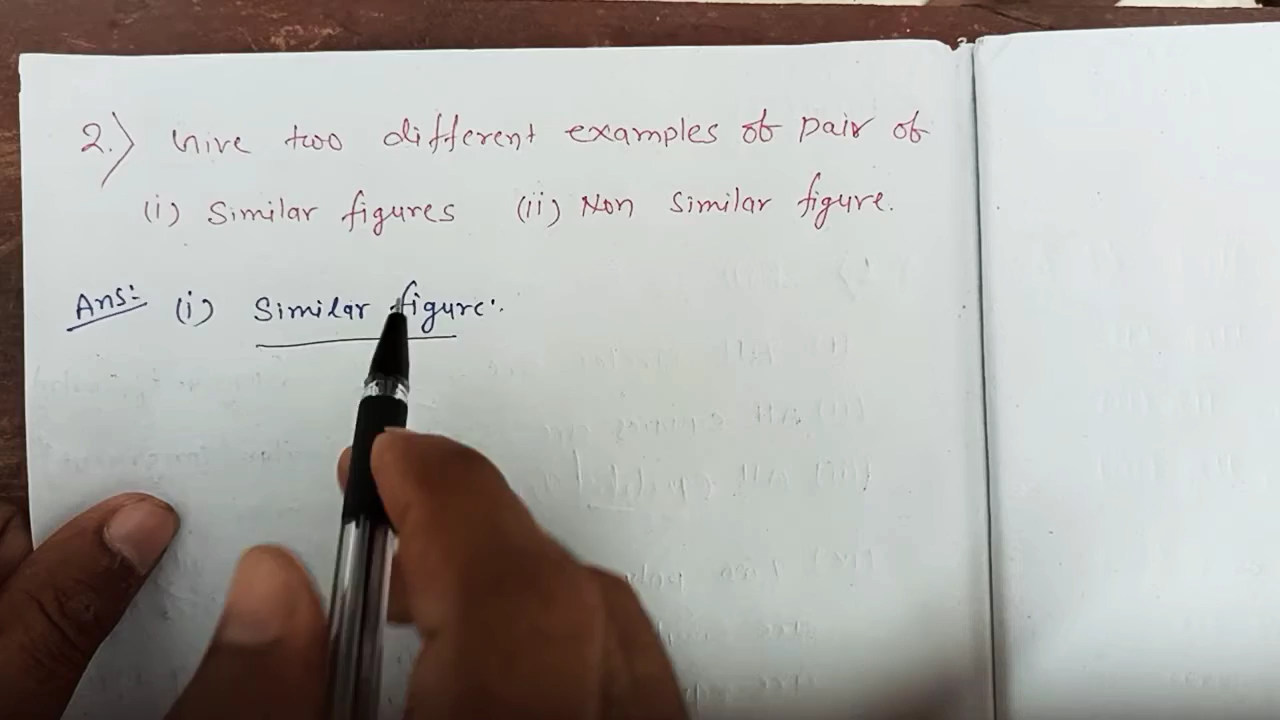 2.) Give two different examples of pair of
(i) Similar figures (ii) Non Similar figure.
Ans:- (i) Similar figure: